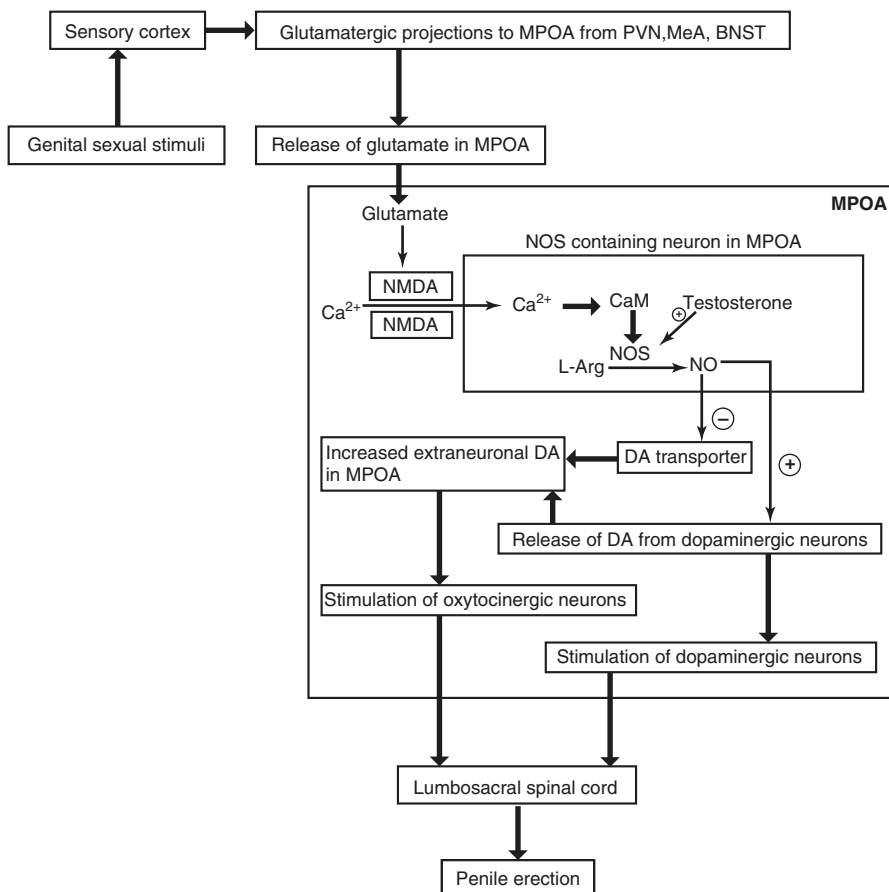 Sensory cortex
Glutamatergic projections to MPOA from PVN,MeA, BNST
Genital sexual stimuli
Release of glutamate in MPOA
MPOA
Glutamate
NOS containing neuron in MPOA
NMDA
Ca2+
NMDA
Ca2+
CaM
Testosterone
+
NOS
L-Arg
NO
−
Increased extraneuronal DA
in MPOA
DA transporter
+
Release of DA from dopaminergic neurons
Stimulation of oxytocinergic neurons
Stimulation of dopaminergic neurons
Lumbosacral spinal cord
Penile erection